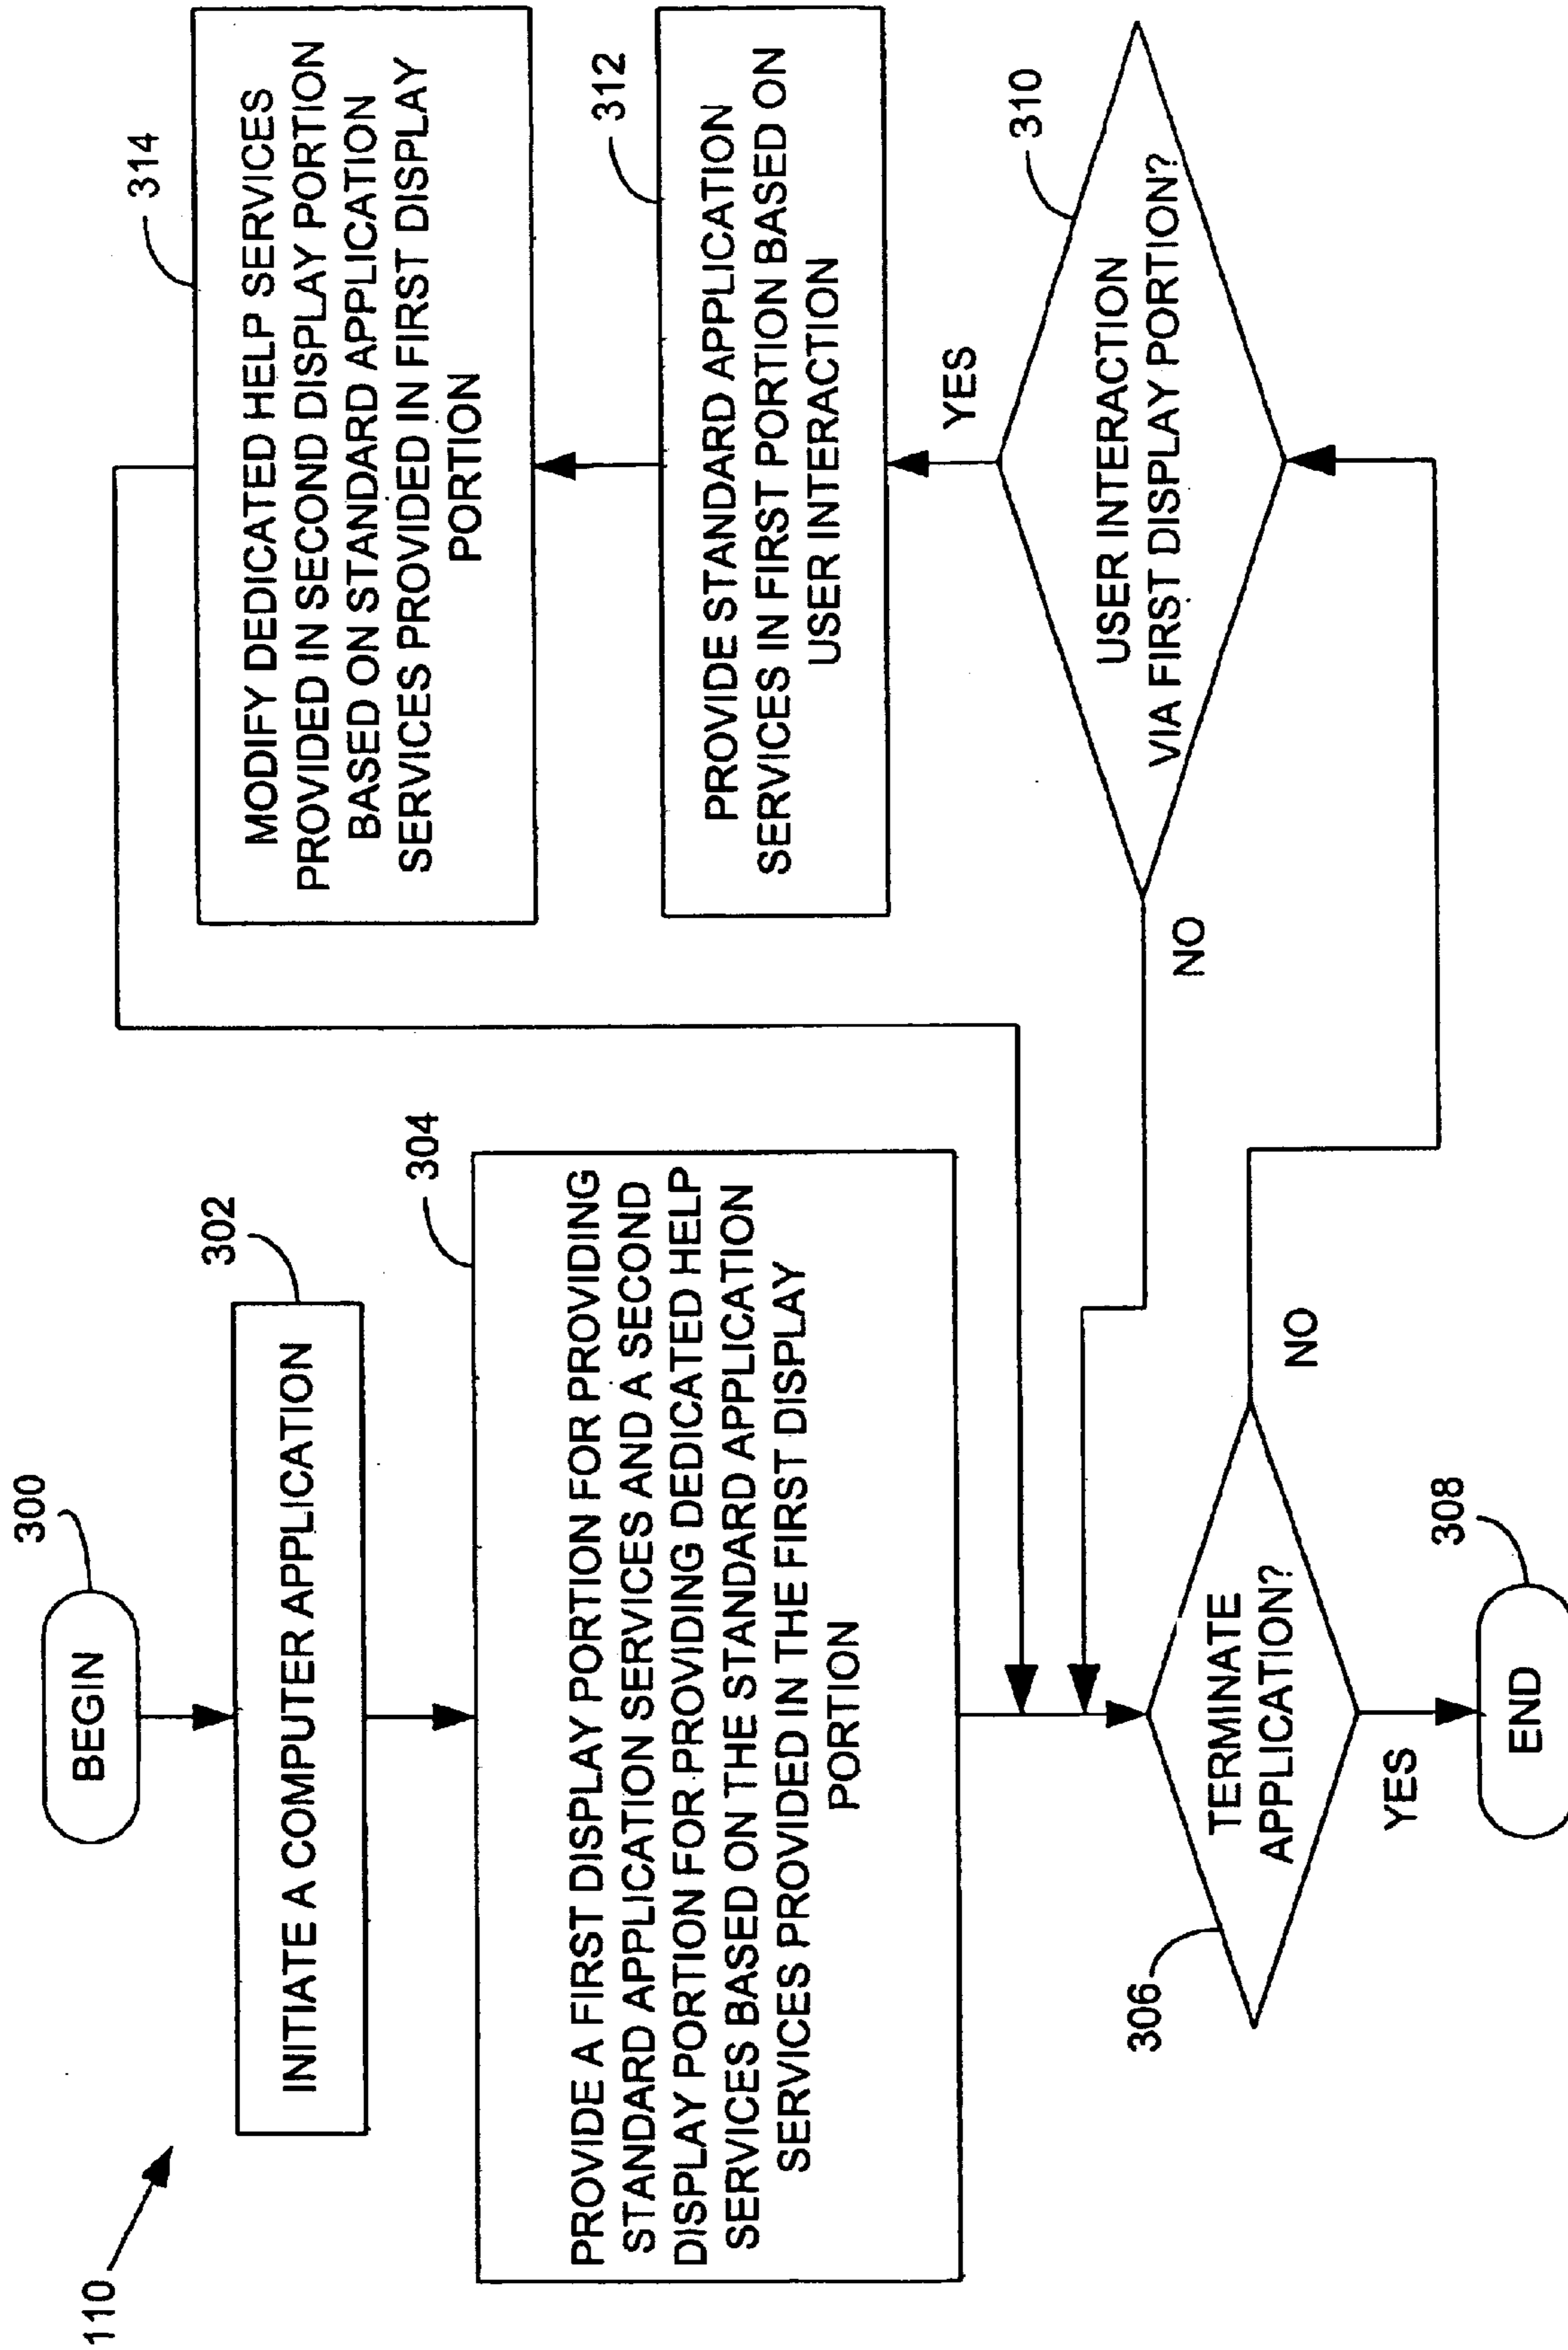 110
300
BEGIN
302
INITIATE A COMPUTER APPLICATION
304
PROVIDE A FIRST DISPLAY PORTION FOR PROVIDING
STANDARD APPLICATION SERVICES AND A SECOND
DISPLAY PORTION FOR PROVIDING DEDICATED HELP
SERVICES BASED ON THE STANDARD APPLICATION
SERVICES PROVIDED IN THE FIRST DISPLAY
PORTION
306
TERMINATE
APPLICATION?
NO
YES
308
END
310
USER INTERACTION
VIA FIRST DISPLAY PORTION?
NO
YES
312
PROVIDE STANDARD APPLICATION
SERVICES IN FIRST PORTION BASED ON
USER INTERACTION
314
MODIFY DEDICATED HELP SERVICES
PROVIDED IN SECOND DISPLAY PORTION
BASED ON STANDARD APPLICATION
SERVICES PROVIDED IN FIRST DISPLAY
PORTION